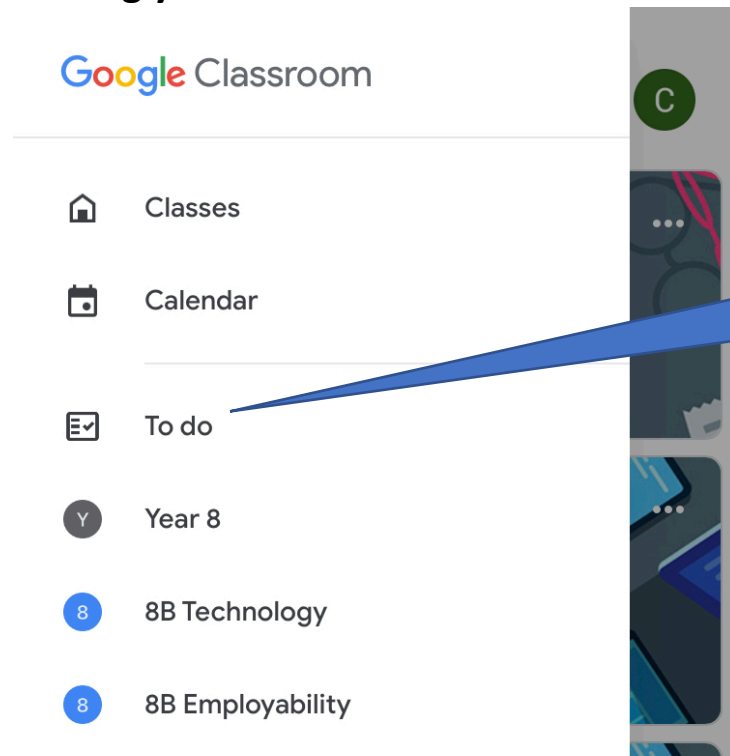 Google Classroom
C
Classes
Calendar
To do
Y Year 8
8 8B Technology
8 8B Employability